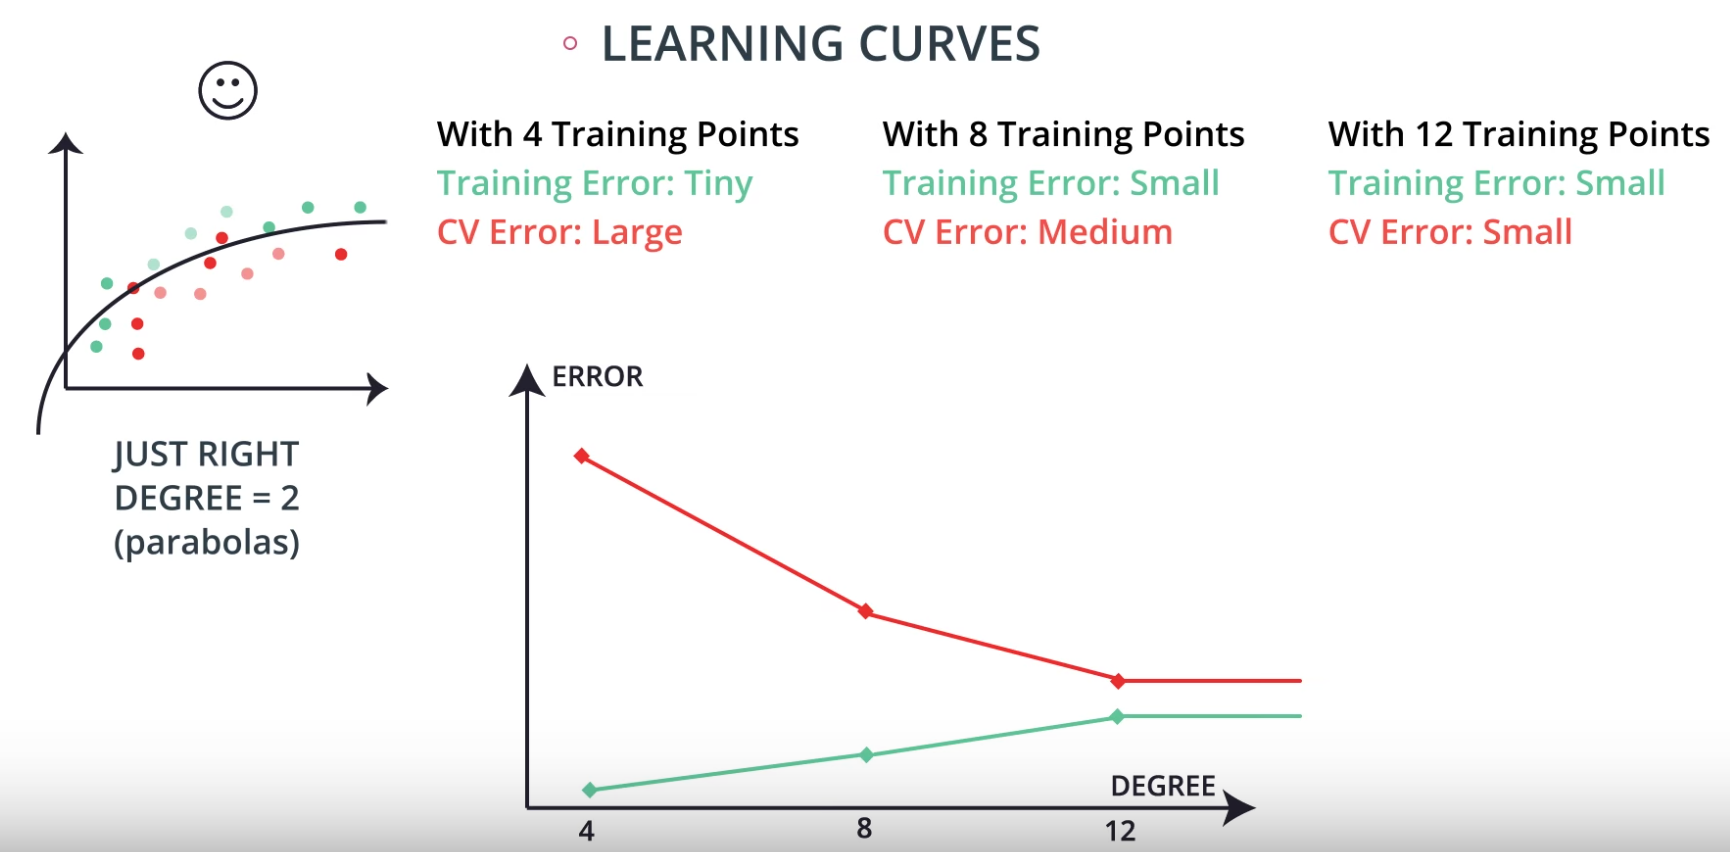 LEARNING CURVES
With 4 Training Points
Training Error: Tiny
CV Error: Large
With 8 Training Points
Training Error: Small
CV Error: Medium
With 12 Training Points
Training Error: Small
CV Error: Small
JUST RIGHT
DEGREE = 2
(parabolas)
ERROR
DEGREE
4
8
12